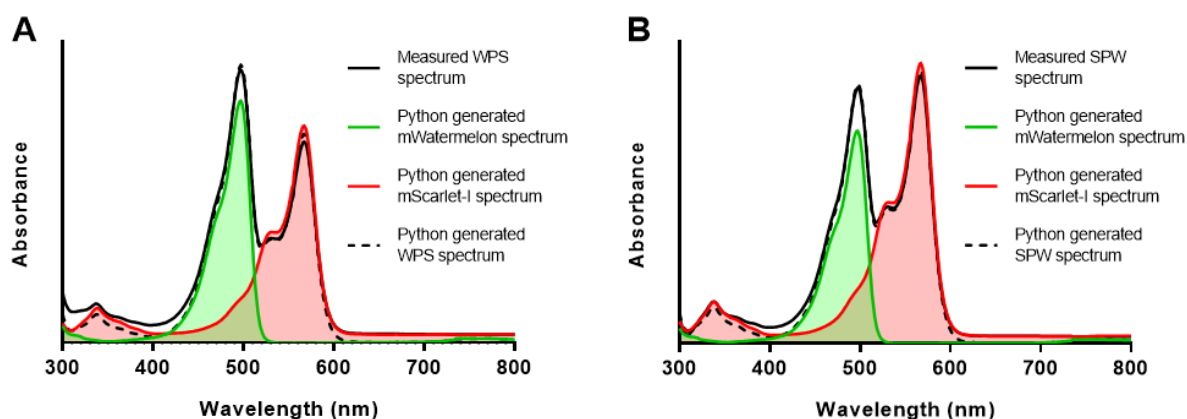 A
Absorbance
Measured WPS
spectrum
Python generated
mWatermelon spectrum
Python generated
mScarlet-I spectrum
Python generated
WPS spectrum
300 400 500 600 700 800
Wavelength (nm)
B
Absorbance
Measured SPW
spectrum
Python generated
mWatermelon spectrum
Python generated
mScarlet-I spectrum
Python generated
SPW spectrum
300 400 500 600 700 800
Wavelength (nm)